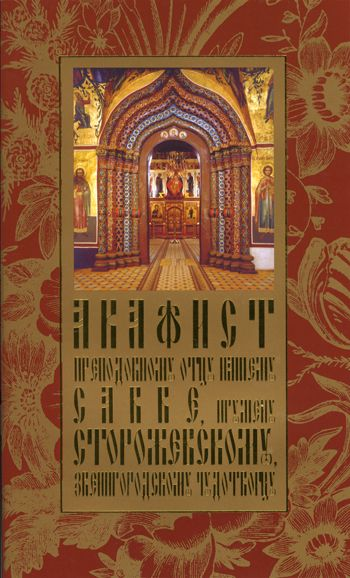 АКАФИСТ
ПРЕПОДОБНОМУ ОТЦУ НАШЕМУ
САВВЕ, ИГУМЕНУ
СТОРОЖЕВСКОМУ,
ЗВЕНИГОРОДСКОМУ ЧУДОТВОРЦУ